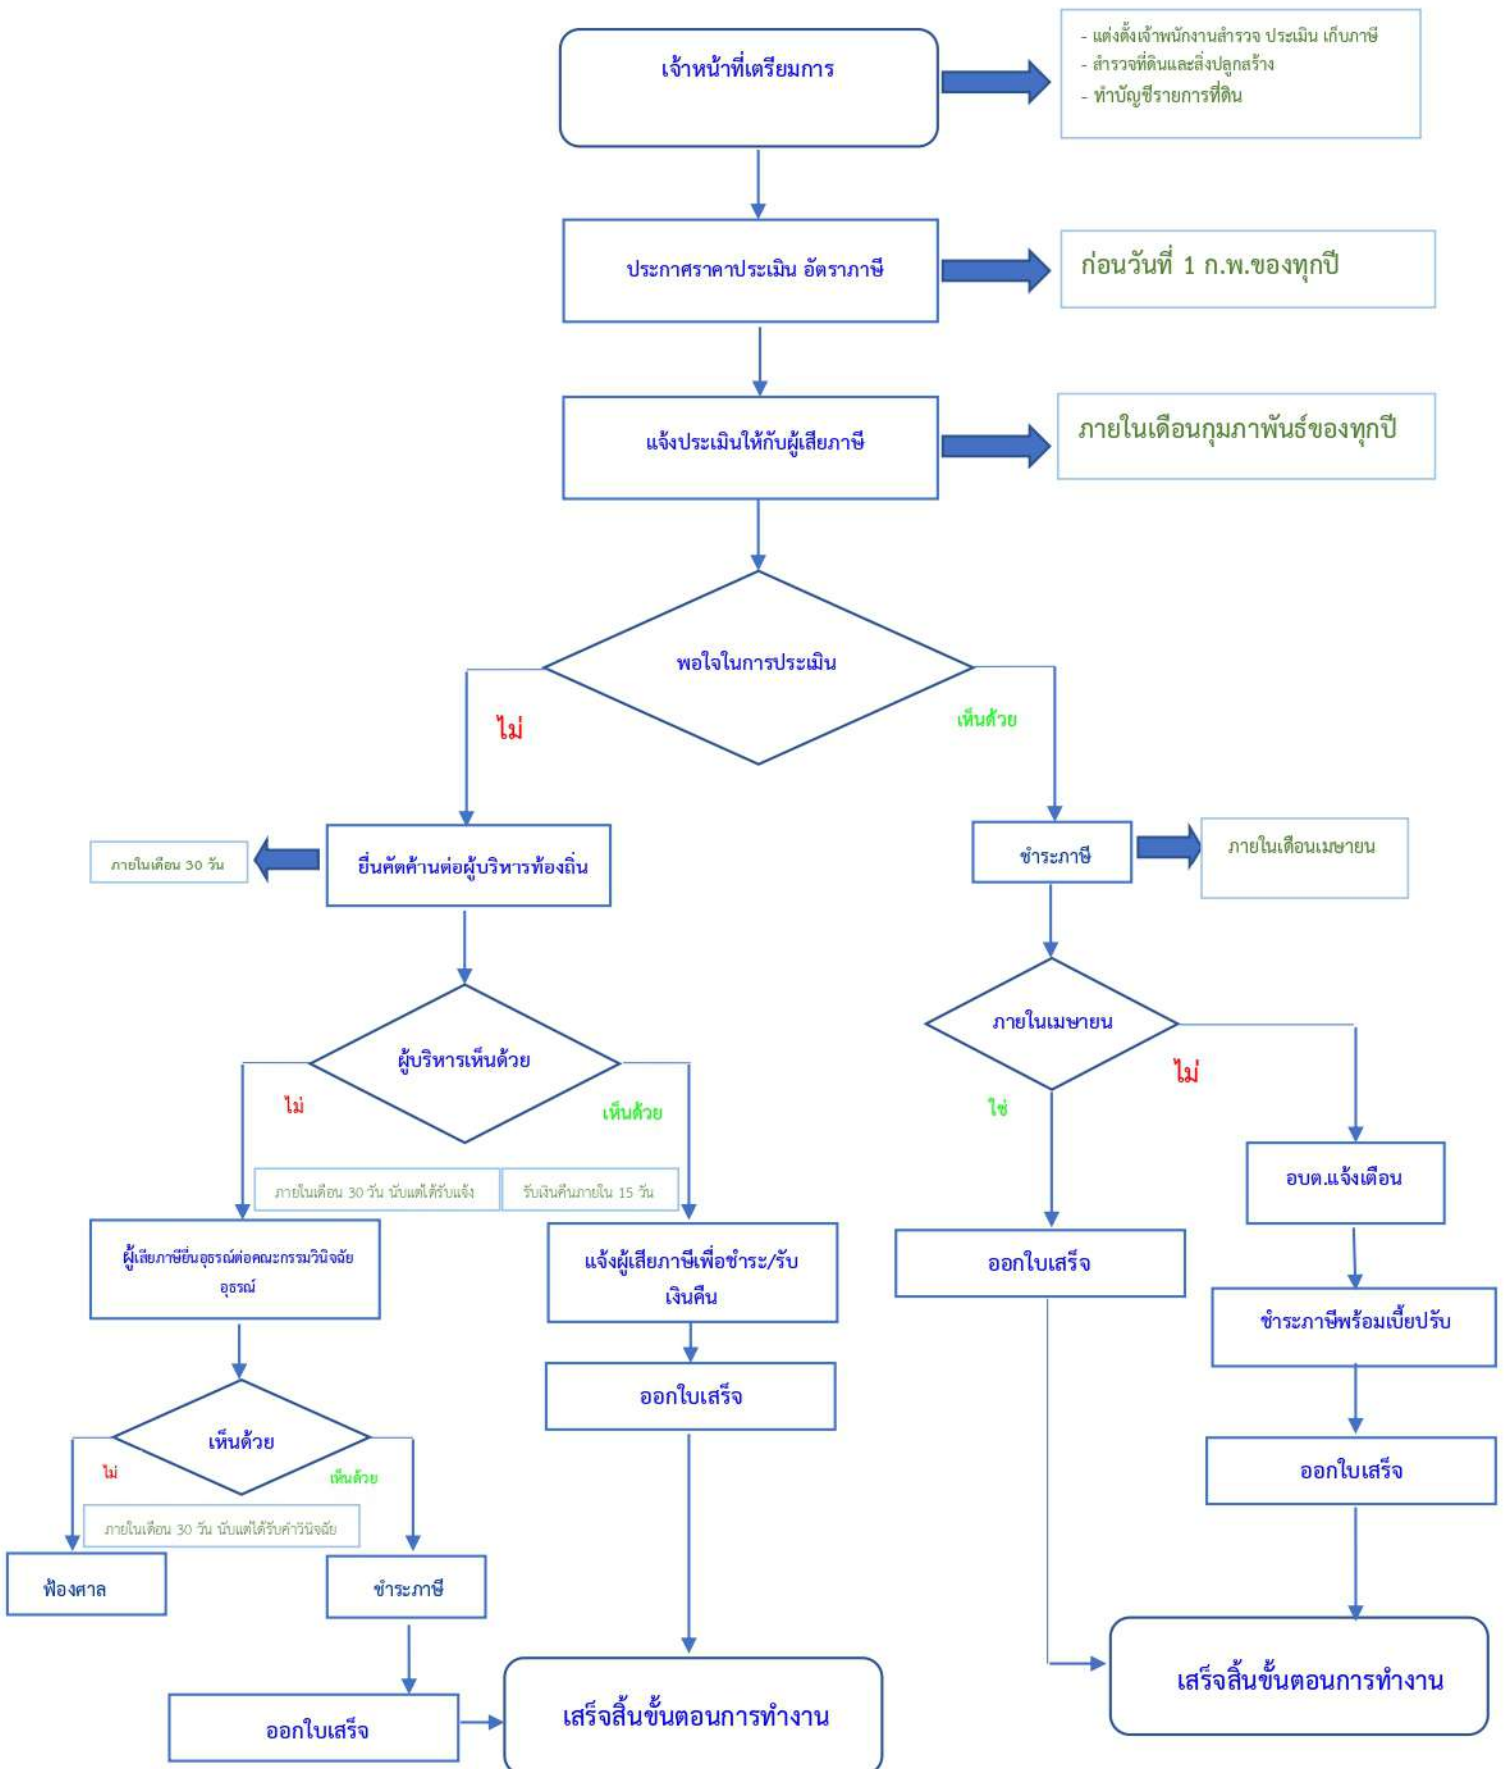 เจ้าหน้าที่เตรียมการ
- แต่งตั้งเจ้าพนักงานสำรวจ ประเมิน เก็บภาษี
- สำรวจที่ดินและสิ่งปลูกสร้าง
- ทำบัญชีรายการที่ดิน
ประกาศราคาประเมิน อัตราภาษี
ก่อนวันที่ 1 ก.พ.ของทุกปี
แจ้งประเมินให้กับผู้เสียภาษี
ภายในเดือนกุมภาพันธ์ของทุกปี
พอใจในการประเมิน
ไม่
เห็นด้วย
ภายในเดือน 30 วัน
ยื่นคัดค้านต่อผู้บริหารท้องถิ่น
ชำระภาษี
ภายในเดือนเมษายน
ผู้บริหารเห็นด้วย
ภายในเมษายน
ไม่
เห็นด้วย
ใช่
ไม่
ภายในเดือน 30 วัน นับแต่ได้รับแจ้ง
รับเงินคืนภายใน 15 วัน
อบต.แจ้งเตือน
ผู้เสียภาษียื่นอุธรณ์ต่อคณะกรรมวินิจฉัย
อุธรณ์
แจ้งผู้เสียภาษีเพื่อชำระ/รับ
เงินคืน
ออกใบเสร็จ
ชำระภาษีพร้อมเบี้ยปรับ
ออกใบเสร็จ
เห็นด้วย
ไม่
เห็นด้วย
ออกใบเสร็จ
ภายในเดือน 30 วัน นับแต่ได้รับคำวินิจฉัย
ฟ้องศาล
ชำระภาษี
ออกใบเสร็จ
เสร็จสิ้นขั้นตอนการทำงาน
เสร็จสิ้นขั้นตอนการทำงาน